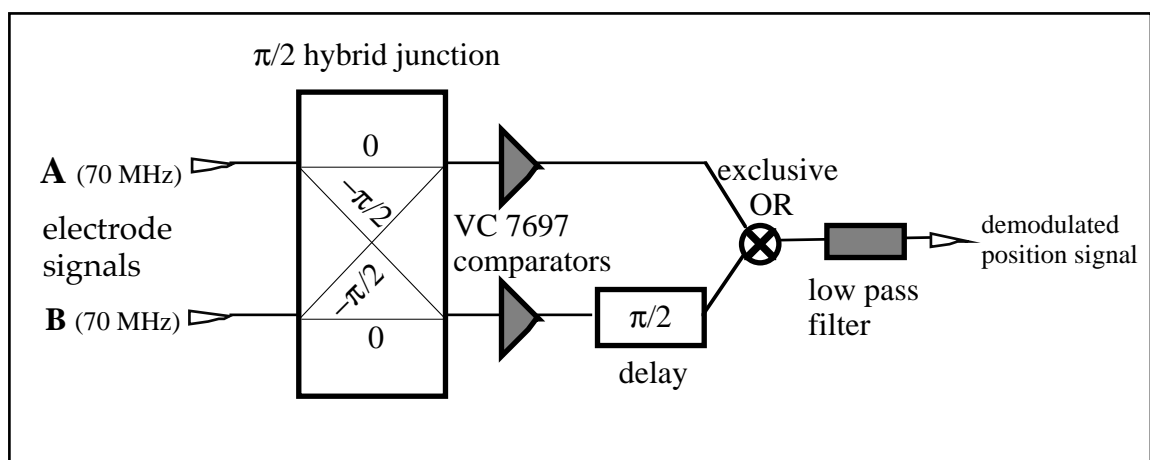 π/2 hybrid junction
0
A (70 MHz)
–π/2
exclusive
OR
electrode
signals
VC 7697
comparators
demodulated
position signal
–π/2
B (70 MHz)
0
π/2
low pass
filter
delay